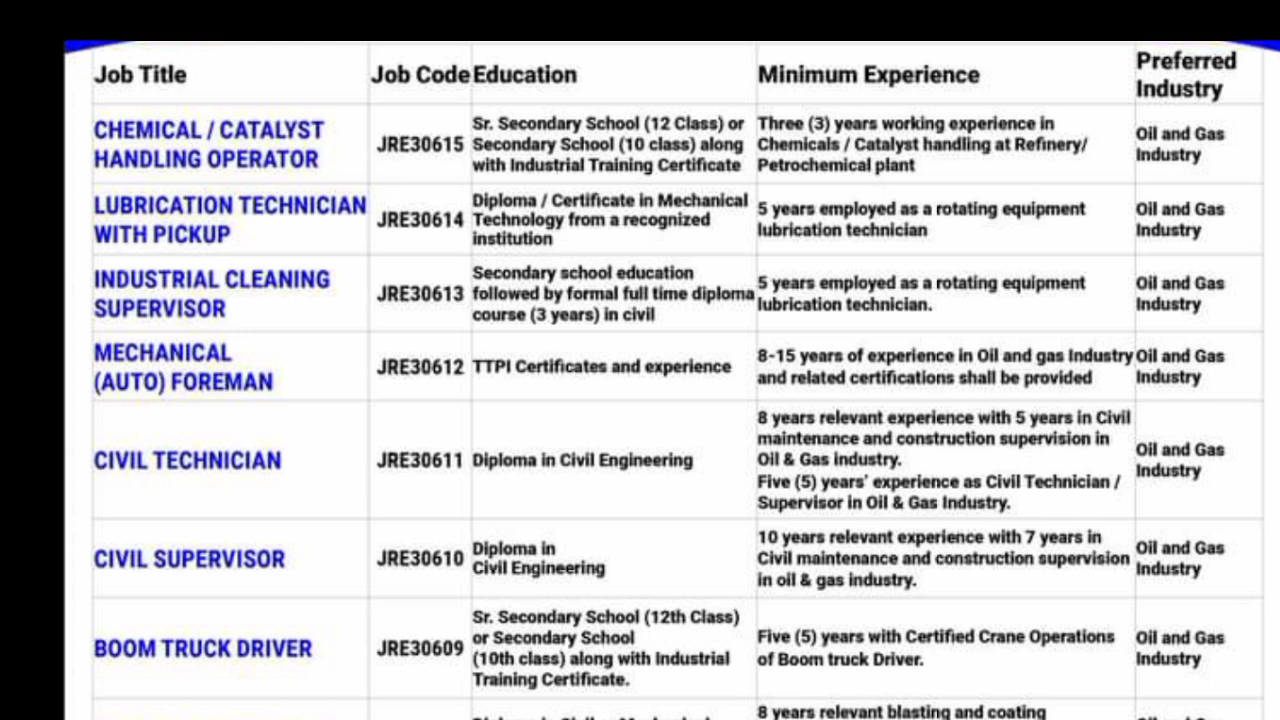 Job Title
Job Code
Education
Minimum Experience
Preferred
Industry
CHEMICAL / CATALYST
HANDLING OPERATOR
JRE30615
Sr. Secondary School (12 Class) or
Secondary School (10 class) along
with Industrial Training Certificate
Three (3) years working experience in
Chemicals / Catalyst handling at Refinery/
Petrochemical plant
Oil and Gas
Industry
LUBRICATION TECHNICIAN
WITH PICKUP
JRE30614
Diploma / Certificate in Mechanical
Technology from a recognized
institution
5 years employed as a rotating equipment
lubrication technician
Oil and Gas
Industry
INDUSTRIAL CLEANING
SUPERVISOR
JRE30613
Secondary school education
followed by formal full time diploma
course (3 years) in civil
5 years employed as a rotating equipment
lubrication technician.
Oil and Gas
Industry
MECHANICAL
(AUTO) FOREMAN
JRE30612
TTPI Certificates and experience
8-15 years of experience in Oil and gas Industry
and related certifications shall be provided
Oil and Gas
Industry
CIVIL TECHNICIAN
JRE30611
Diploma in Civil Engineering
8 years relevant experience with 5 years in Civil
maintenance and construction supervision in
Oil & Gas industry.
Five (5) years' experience as Civil Technician /
Supervisor in Oil & Gas Industry.
Oil and Gas
Industry
CIVIL SUPERVISOR
JRE30610
Diploma in
Civil Engineering
10 years relevant experience with 7 years in
Civil maintenance and construction supervision
in oil & gas industry.
Oil and Gas
Industry
BOOM TRUCK DRIVER
JRE30609
Sr. Secondary School (12th Class)
or Secondary School
(10th class) along with Industrial
Training Certificate.
Five (5) years with Certified Crane Operations
of Boom truck Driver.
Oil and Gas
Industry
8 years relevant blasting and coating